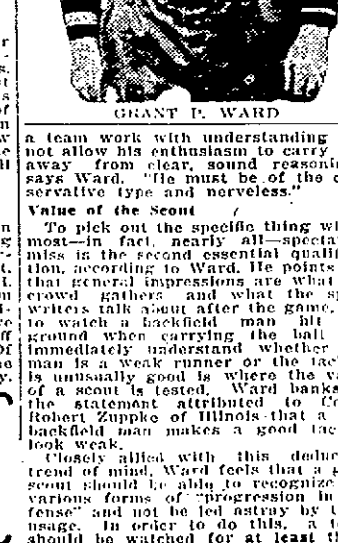 GRANT P. WARD
a team work with understanding
not allow his enthusiasm to carry
away from clear, sound reasoni
says Ward. "He must be of the c
servative type and nerveless."
Value of the Scout
To pick out the specific thing wh
most—in fact, nearly all—specta
miss is the second essential qualif
tion, according to Ward. He points
that general impressions are what
crowd gathers and what the sp
writers talk about after the game.
to watch a backfield man hit
ground when carrying the ball
immediately understand whether
man is a weak runner or the tac
is unusually good is where the va
of a scout is tested. Ward banks
the statement attributed to Co
Robert Zuppke of Illinois that a
backfield man makes a good tac
look weak.
Closely allied with this deduc
trend of mind, Ward feels that a g
scout should be able to recognize
various forms of "progression in
fense" and not be led astray by t
usage. In order to do this, a t
should be watched for at least th